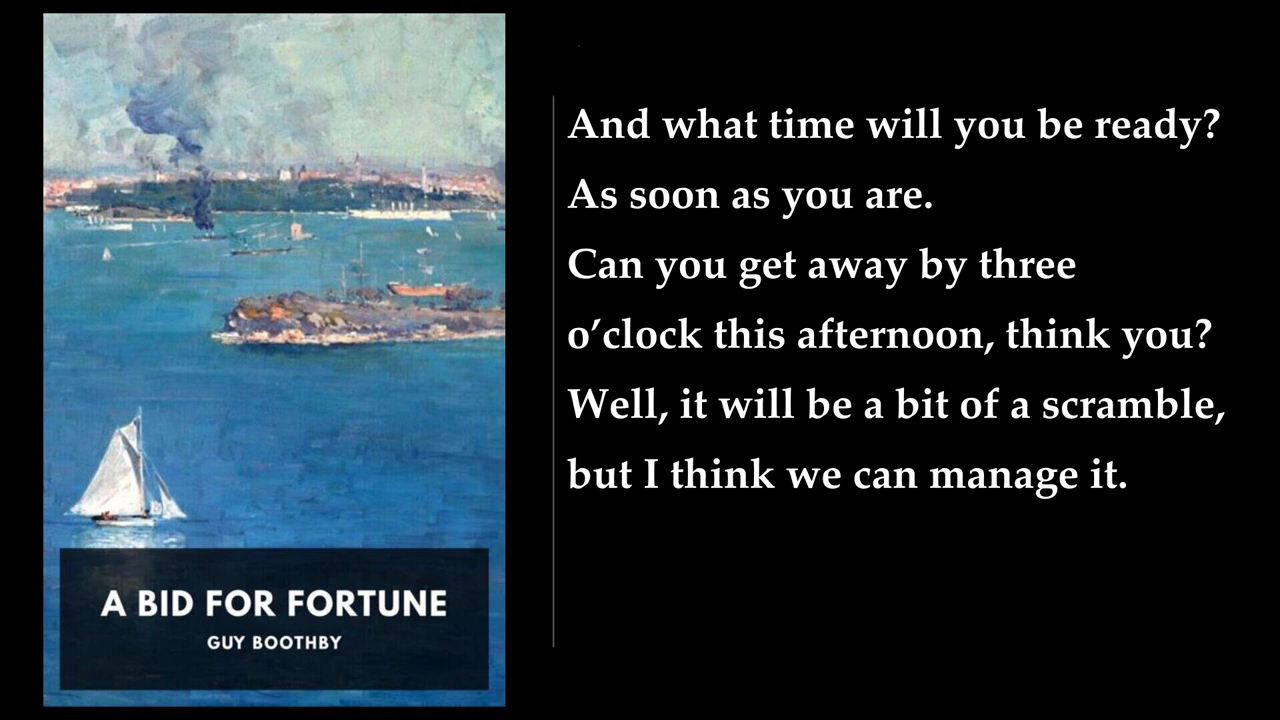 And what time will you be ready?
As soon as you are.
Can you get away by three
o’clock this afternoon, think you?
Well, it will be a bit of a scramble,
but I think we can manage it.
A BID FOR FORTUNE
GUY BOOTHBY